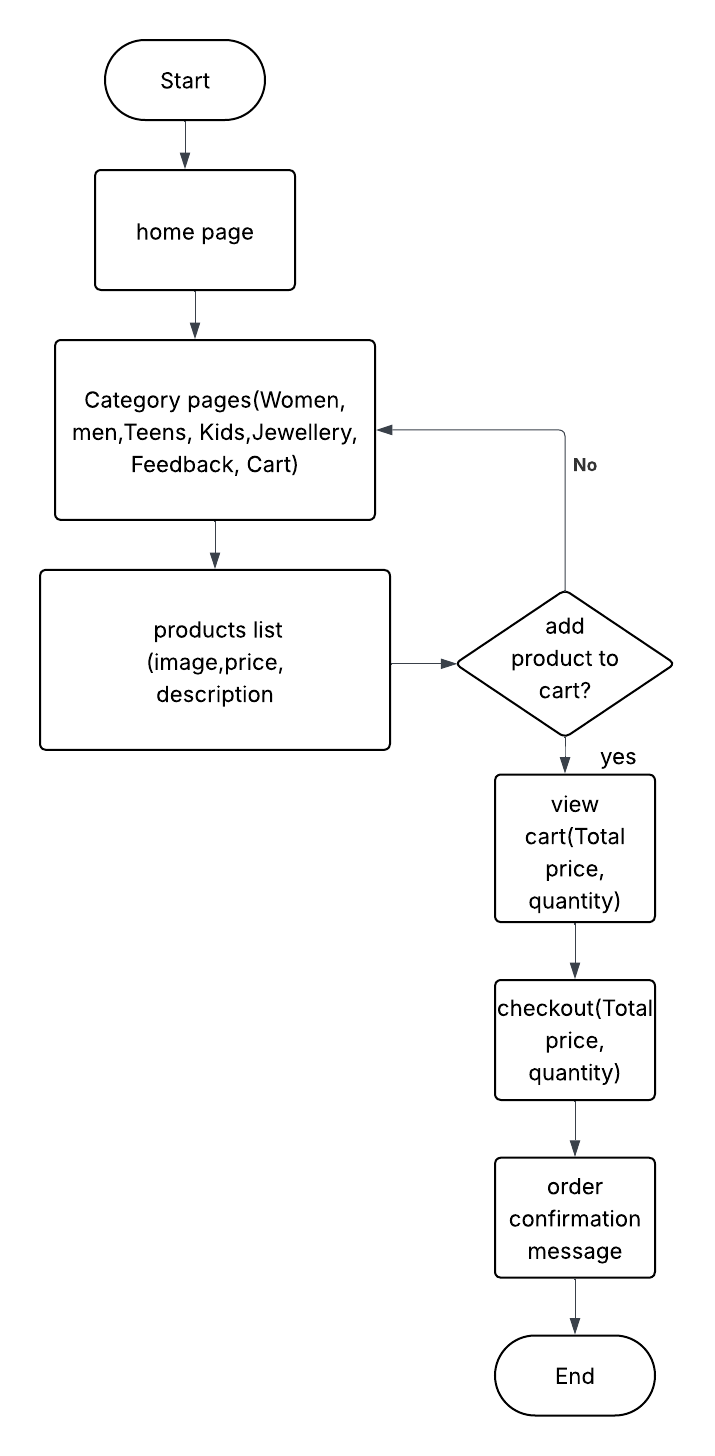 Start
home page
Category pages(Women,
men,Teens, Kids,Jewellery,
Feedback, Cart)
No
products list
(image,price,
description
add
product to
cart?
yes
view
cart(Total
price,
quantity)
checkout(Total
price,
quantity)
order
confirmation
message
End